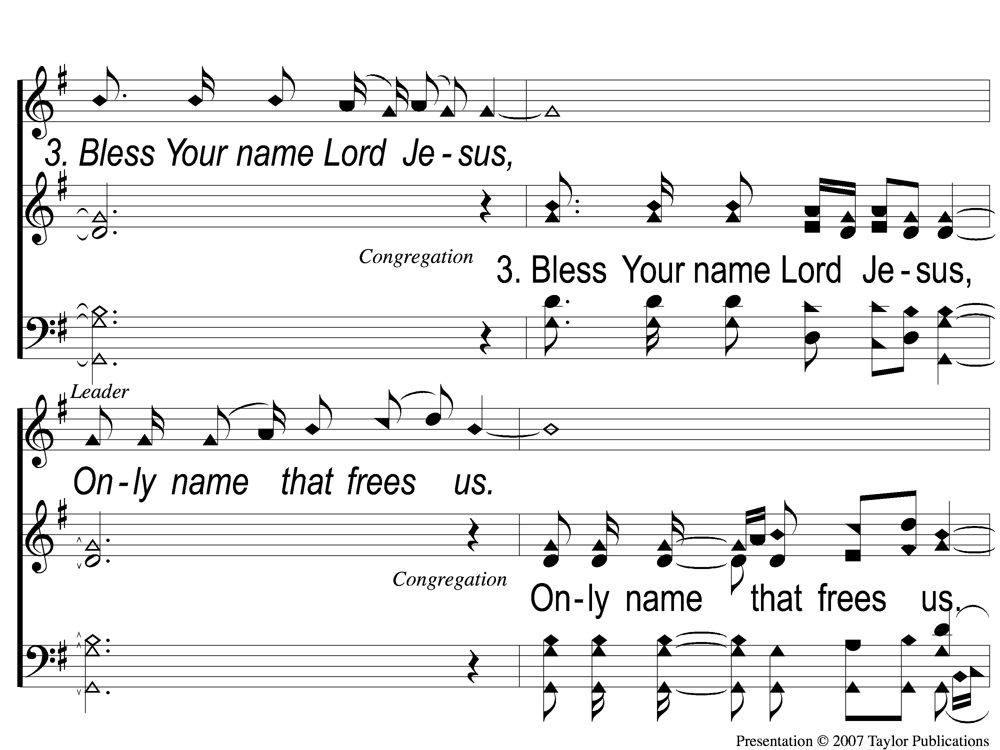 3. Bless Your name Lord Je - sus,
Congregation
3. Bless Your name Lord Je - sus,
Leader
On - ly name that frees us.
Congregation
On - ly name that frees us.
Presentation © 2007 Taylor Publications